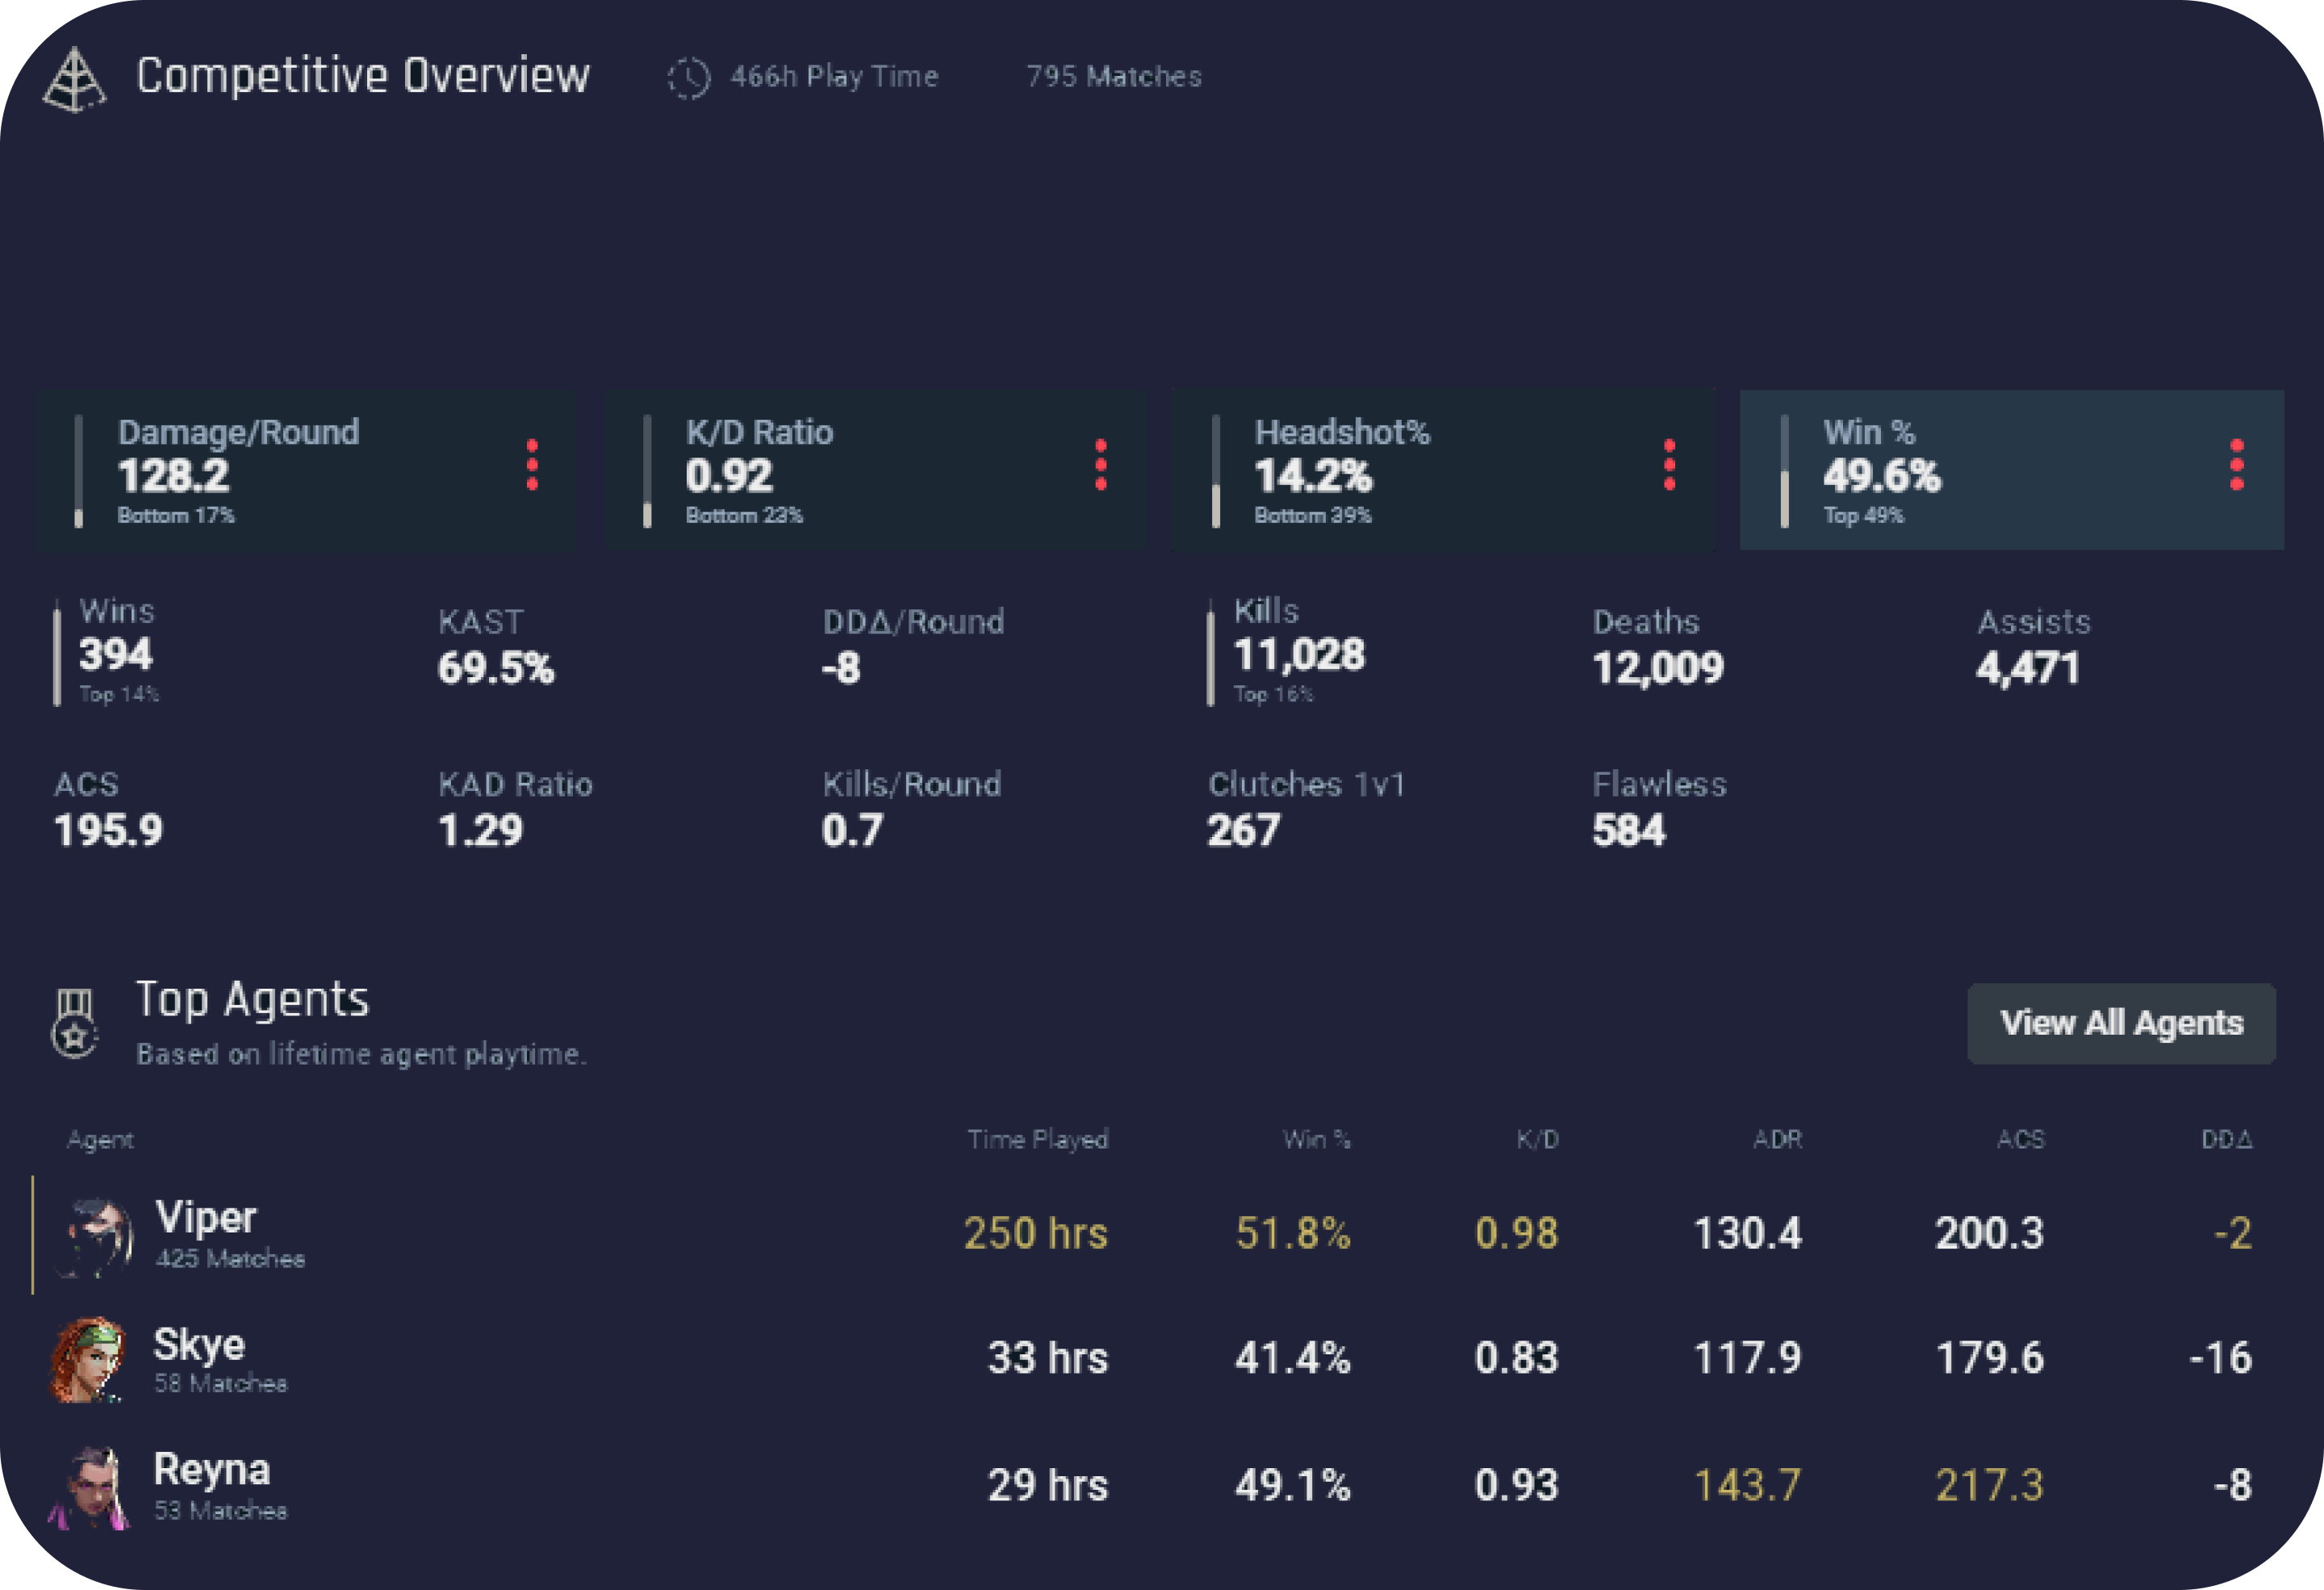 Competitive Overview 466h Play Time 795 Matches
Damage/Round K/D Ratio Headshot% Win %
128.2 0.92 14.2% 49.6%
Bottom 17% Bottom 23% Bottom 39% Top 49%
Wins KAST DDΔ/Round Kills Deaths Assists
394 69.5% -8 11,028 12,009 4,471
Top 14% Top 16%
ACS KAD Ratio Kills/Round Clutches 1v1 Flawless
195.9 1.29 0.7 267 584
Top Agents
Based on lifetime agent playtime.
View All Agents
Agent Time Played Win % K/D ADR ACS DDΔ
Viper 250 hrs 51.8% 0.98 130.4 200.3 -2
425 Matches
Skye 33 hrs 41.4% 0.83 117.9 179.6 -16
58 Matches
Reyna 29 hrs 49.1% 0.93 143.7 217.3 -8
53 Matches